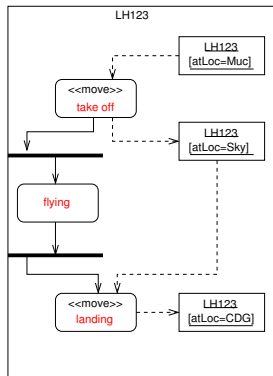 LH123
LH123
[atLoc=Muc]
<<move>>
take off
LH123
[atLoc=Sky]
flying
<<move>>
landing
LH123
[atLoc=CDG]